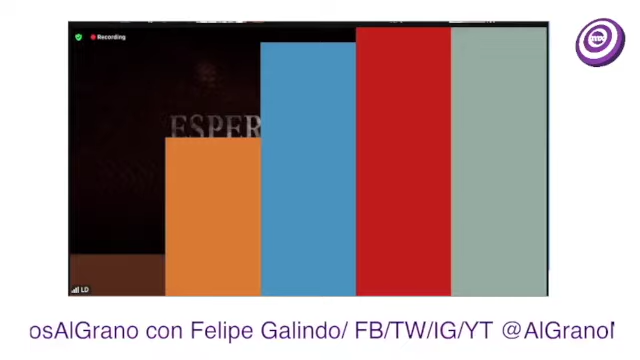 Recording
ESPER
LD
osAlGrano con Felipe Galindo/ FB/TW/IG/YT @AlGrano